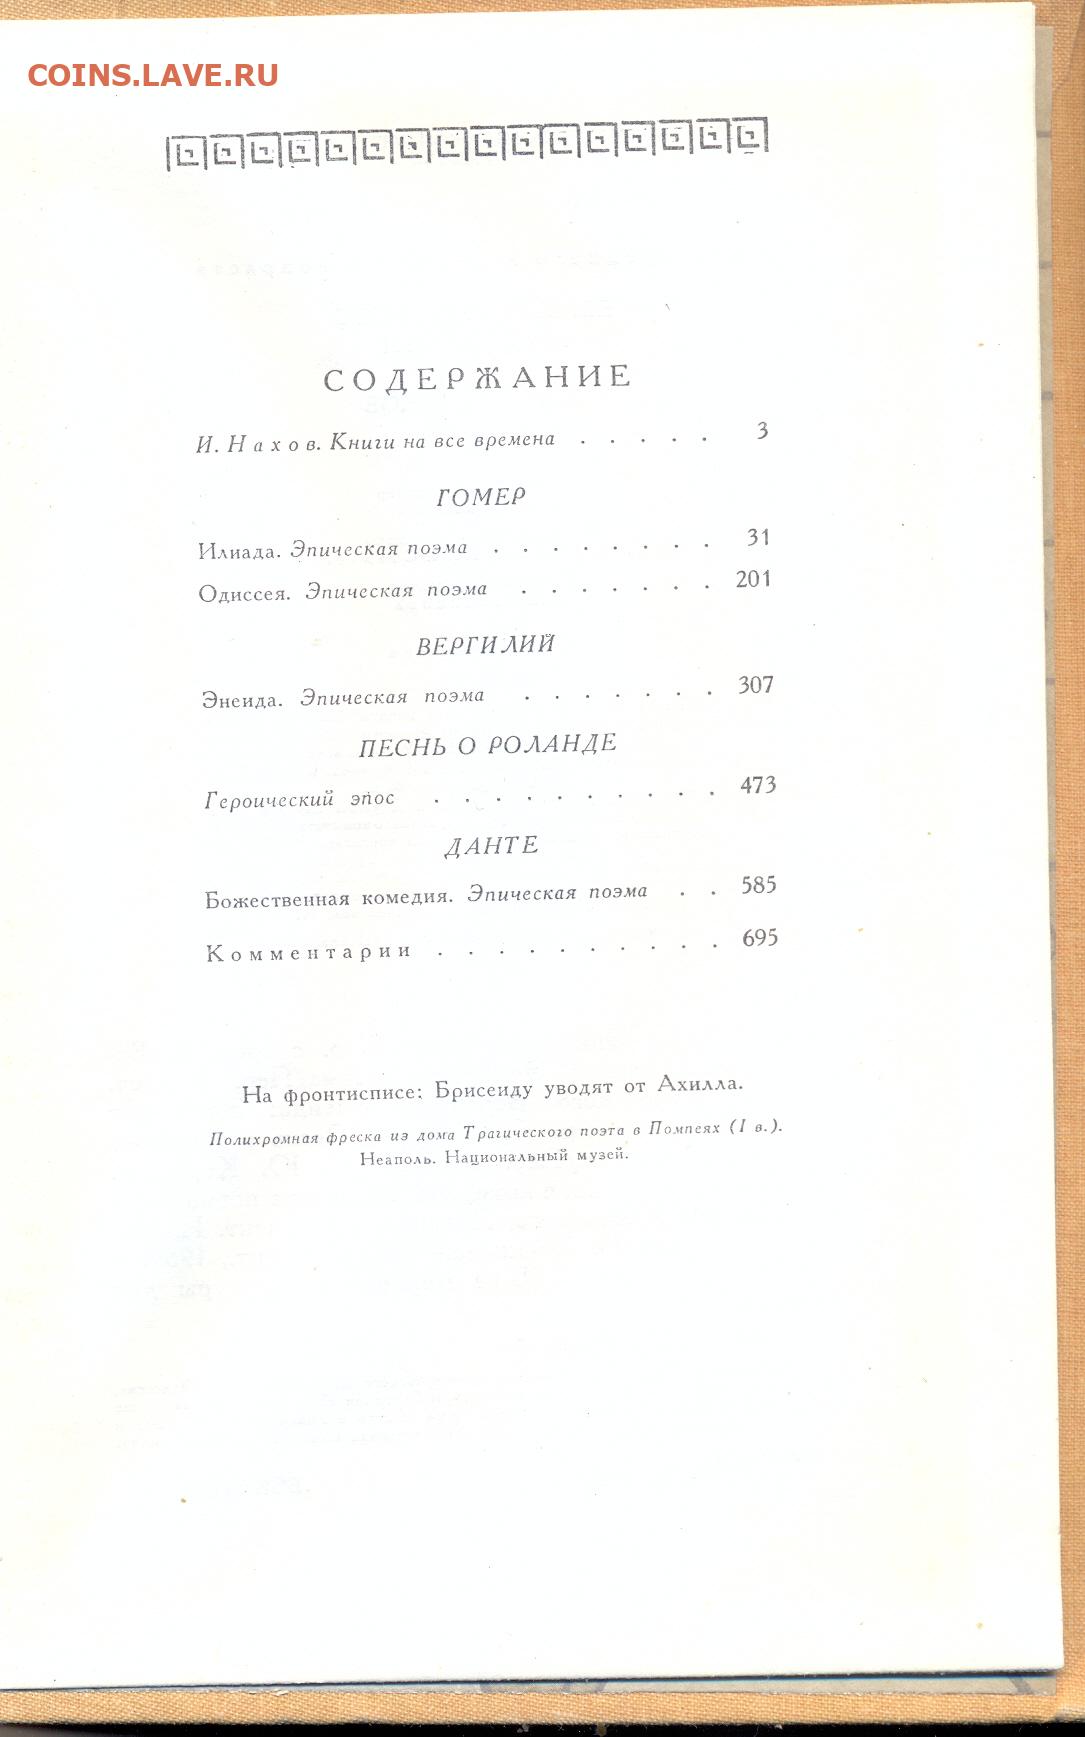 COINS.LAVE.RU
СОДЕРЖАНИЕ
И. Нахов. Книги на все времена . . . . . 3
ГОМЕР
Илиада. Эпическая поэма . . . . . . . . 31
Одиссея. Эпическая поэма . . . . . . . 201
ВЕРГИЛИЙ
Энеида. Эпическая поэма . . . . . . . 307
ПЕСНЬ О РОЛАНДЕ
Героический эпос . . . . . . . . . . 473
ДАНТЕ
Божественная комедия. Эпическая поэма . . 585
Комментарии . . . . . . . . . . 695
На фронтисписе: Брисеиду уводят от Ахилла.
Полихромная фреска из дома Трагического поэта в Помпеях (I в.).
Неаполь. Национальный музей.